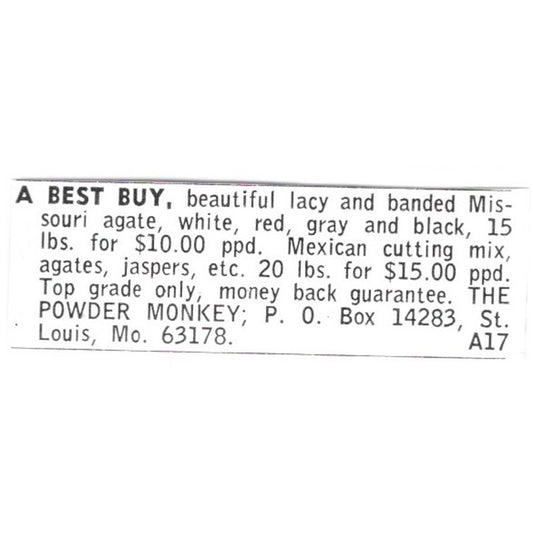 A BEST BUY, beautiful lacy and banded Mis-
souri agate, white, red, gray and black, 15
lbs. for $10.00 ppd. Mexican cutting mix,
agates, jaspers, etc. 20 lbs. for $15.00 ppd.
Top grade only, money back guarantee. THE
POWDER MONKEY; P. O. Box 14283, St.
Louis, Mo. 63178. A17